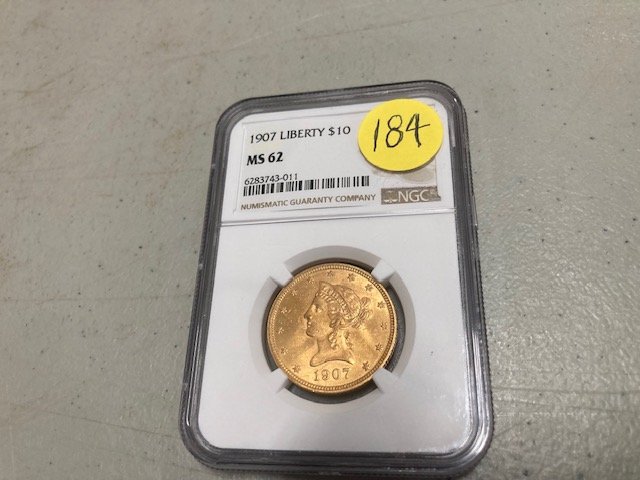 1907 LIBERTY $10
184
MS 62
6283743-011
NUMISMATIC GUARANTY COMPANY
NGC
1907